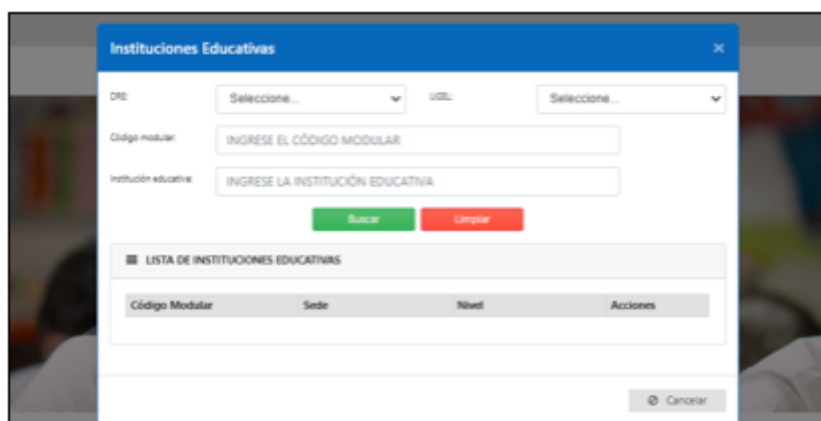 Instituciones Educativas ×
DRE: Seleccione... UGEL: Seleccione...
Código modular: INGRESE EL CÓDIGO MODULAR
Institución educativa: INGRESE LA INSTITUCIÓN EDUCATIVA
Buscar Limpiar
LISTA DE INSTITUCIONES EDUCATIVAS
Código Modular Sede Nivel Acciones
Cancelar